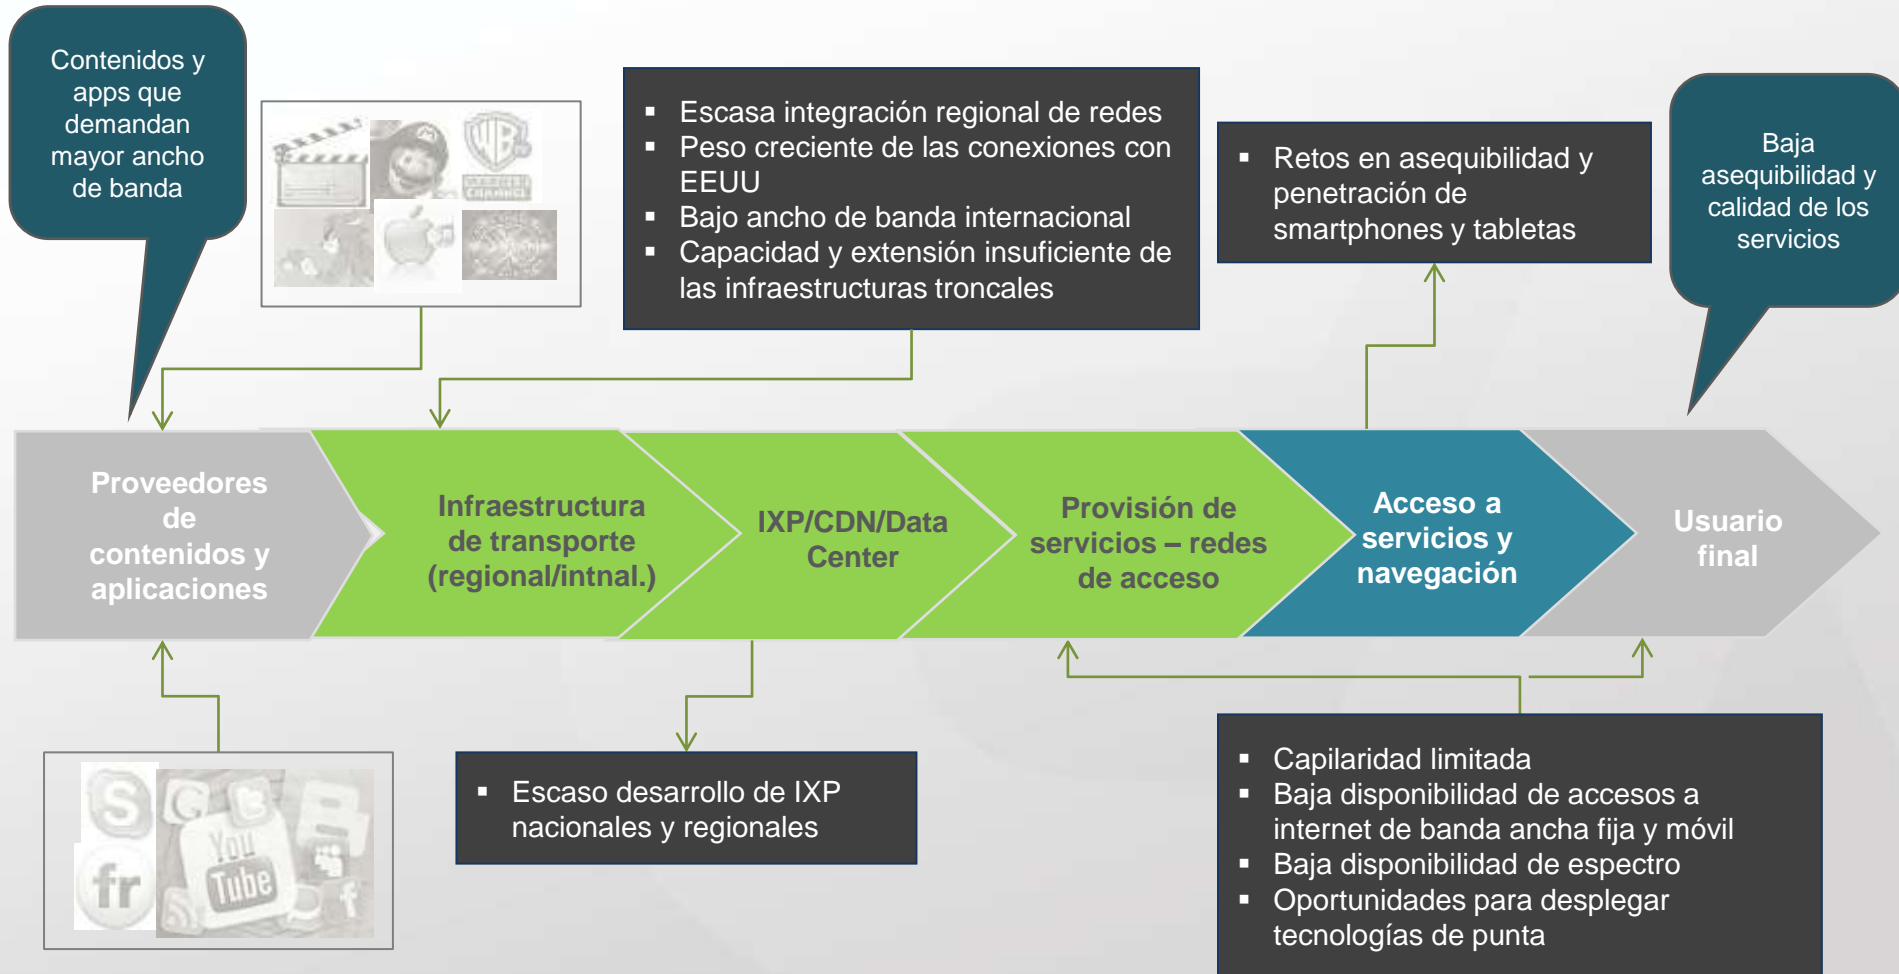 Contenidos y
apps que
demandan
mayor ancho
de banda
WB
▪ Escasa integración regional de redes
▪ Peso creciente de las conexiones con
EEUU
▪ Bajo ancho de banda internacional
▪ Capacidad y extensión insuficiente de
las infraestructuras troncales
▪ Retos en asequibilidad y
penetración de
smartphones y tabletas
Baja
asequibilidad y
calidad de los
servicios
Proveedores
de
contenidos y
aplicaciones
Infraestructura
de transporte
(regional/intnal.)
IXP/CDN/Data
Center
Provisión de
servicios – redes
de acceso
Acceso a
servicios y
navegación
Usuario
final
S
G
You
Tube
fr
f
▪ Escaso desarrollo de IXP
nacionales y regionales
▪ Capilaridad limitada
▪ Baja disponibilidad de accesos a
internet de banda ancha fija y móvil
▪ Baja disponibilidad de espectro
▪ Oportunidades para desplegar
tecnologías de punta